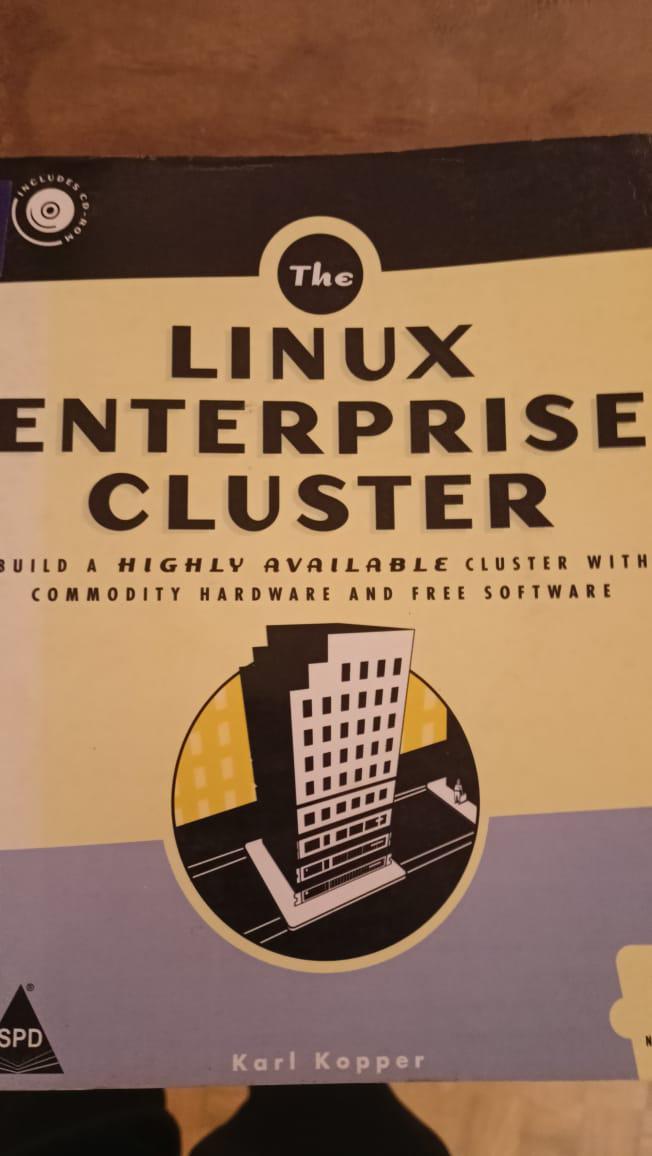 INCLUDES CD-ROM
The
LINUX
ENTERPRISE
CLUSTER
BUILD A HIGHLY AVAILABLE CLUSTER WITH
COMMODITY HARDWARE AND FREE SOFTWARE
®
SPD
Karl Kopper